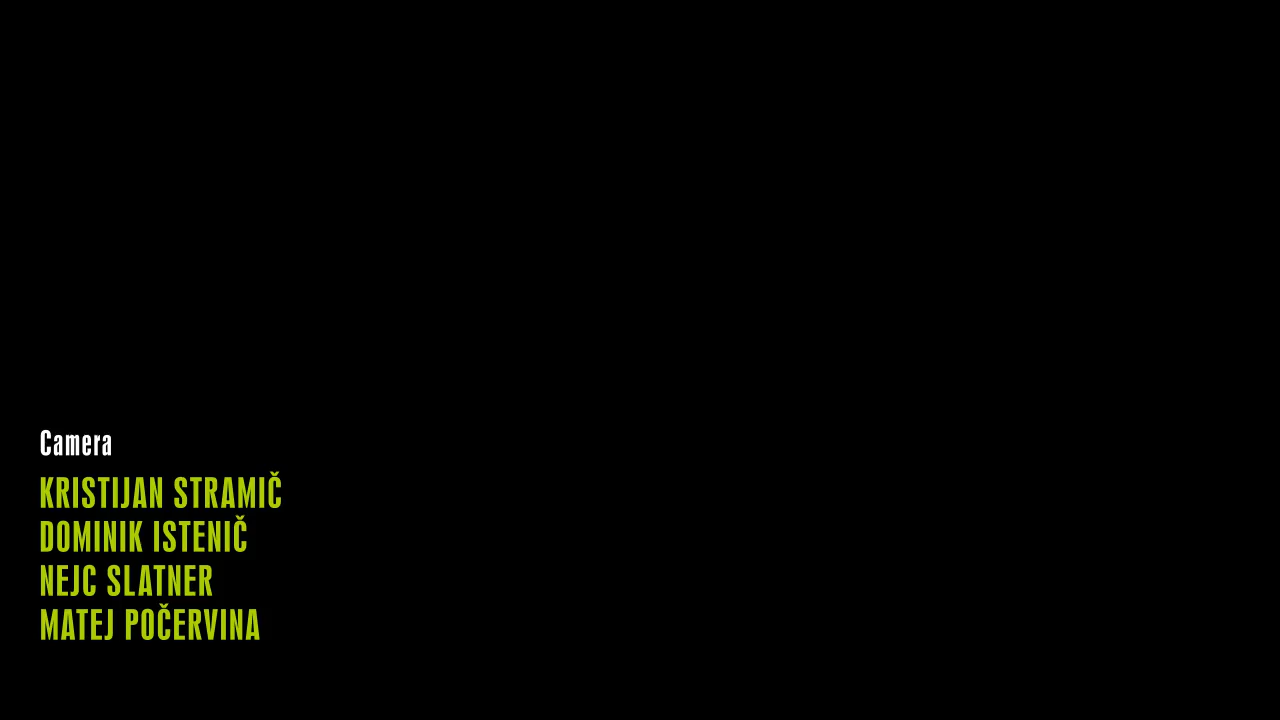 Camera
KRISTIJAN STRAMIČ
DOMINIK ISTENIČ
NEJC SLATNER
MATEJ POČERVINA